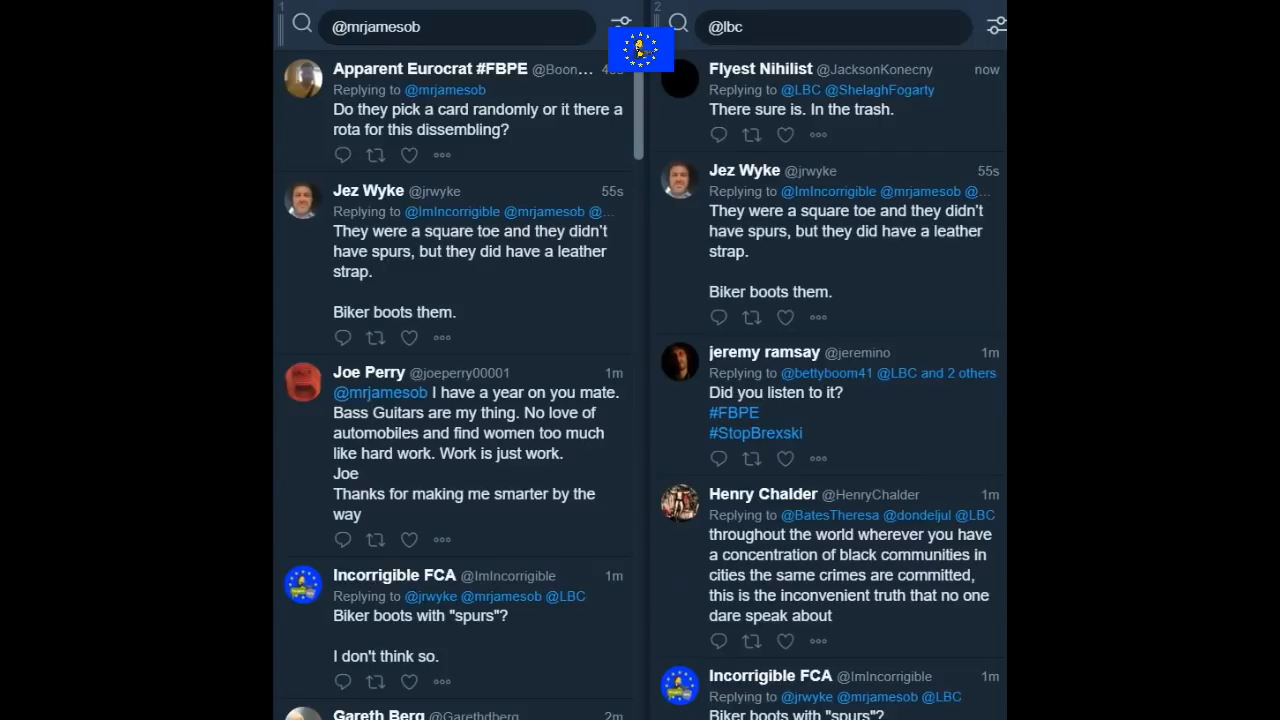 1
@mrjamesob
Apparent Eurocrat #FBPE @Boon...
Replying to @mrjamesob
Do they pick a card randomly or it there a
rota for this dissembling?
Jez Wyke @jrwyke 55s
Replying to @ImIncorrigible @mrjamesob @...
They were a square toe and they didn't
have spurs, but they did have a leather
strap.
Biker boots them.
Joe Perry @joeperry00001 1m
@mrjamesob I have a year on you mate.
Bass Guitars are my thing. No love of
automobiles and find women too much
like hard work. Work is just work.
Joe
Thanks for making me smarter by the
way
Incorrigible FCA @ImIncorrigible 1m
Replying to @jrwyke @mrjamesob @LBC
Biker boots with "spurs"?
I don't think so.
Gareth Berg @Garethdberg 2m
2
@lbc
Flyest Nihilist @JacksonKonecny now
Replying to @LBC @ShelaghFogarty
There sure is. In the trash.
Jez Wyke @jrwyke 55s
Replying to @ImIncorrigible @mrjamesob @...
They were a square toe and they didn't
have spurs, but they did have a leather
strap.
Biker boots them.
jeremy ramsay @jeremino 1m
Replying to @bettyboom41 @LBC and 2 others
Did you listen to it?
#FBPE
#StopBrexski
Henry Chalder @HenryChalder 1m
Replying to @BatesTheresa @dondeljul @LBC
throughout the world wherever you have
a concentration of black communities in
cities the same crimes are committed,
this is the inconvenient truth that no one
dare speak about
Incorrigible FCA @ImIncorrigible 1m
Replying to @jrwyke @mrjamesob @LBC
Biker boots with "spurs"?